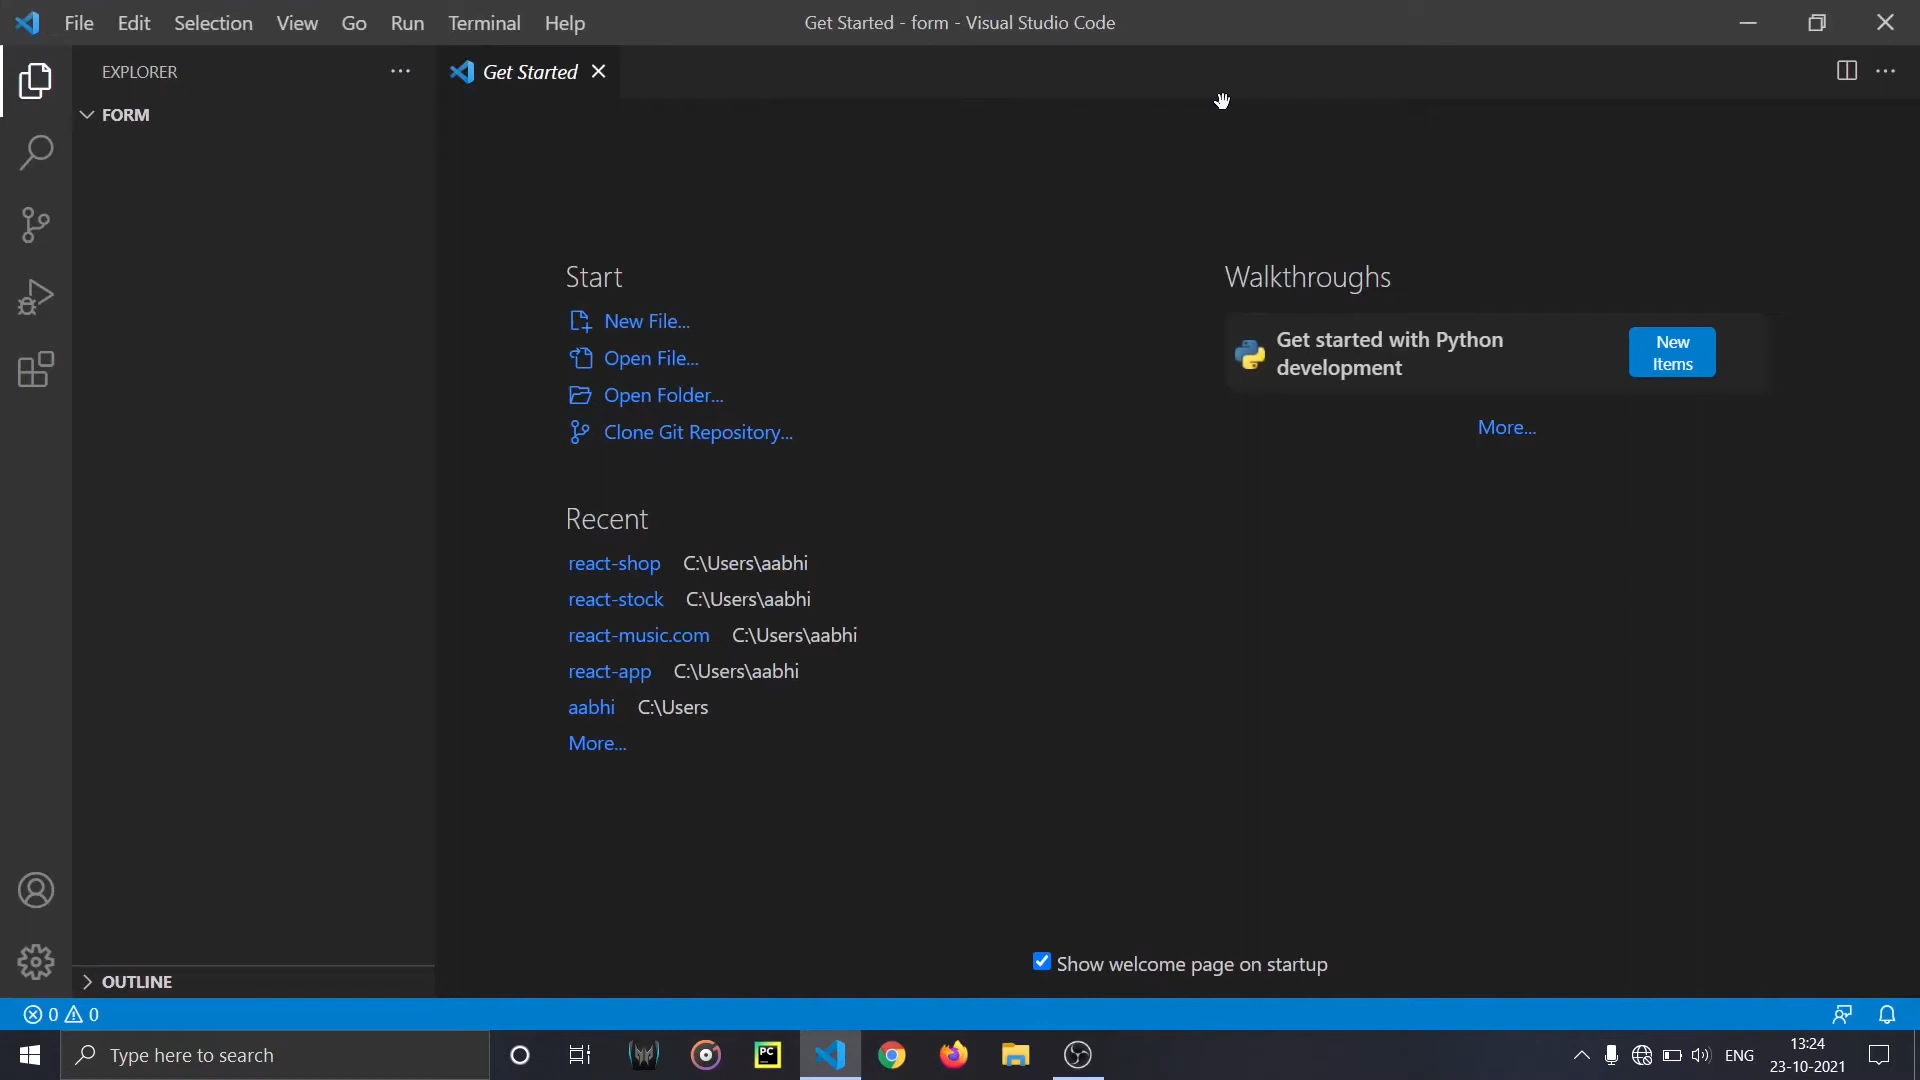 File Edit Selection View Go Run Terminal Help Get Started - form - Visual Studio Code
EXPLORER
Get Started
FORM
Start
New File...
Open File...
Open Folder...
Clone Git Repository...
Recent
react-shop C:\Users\aabhi
react-stock C:\Users\aabhi
react-music.com C:\Users\aabhi
react-app C:\Users\aabhi
aabhi C:\Users
More...
Walkthroughs
Get started with Python
development
New
Items
More...
Show welcome page on startup
OUTLINE
0 0
Type here to search
PC
ENG
13:24
23-10-2021